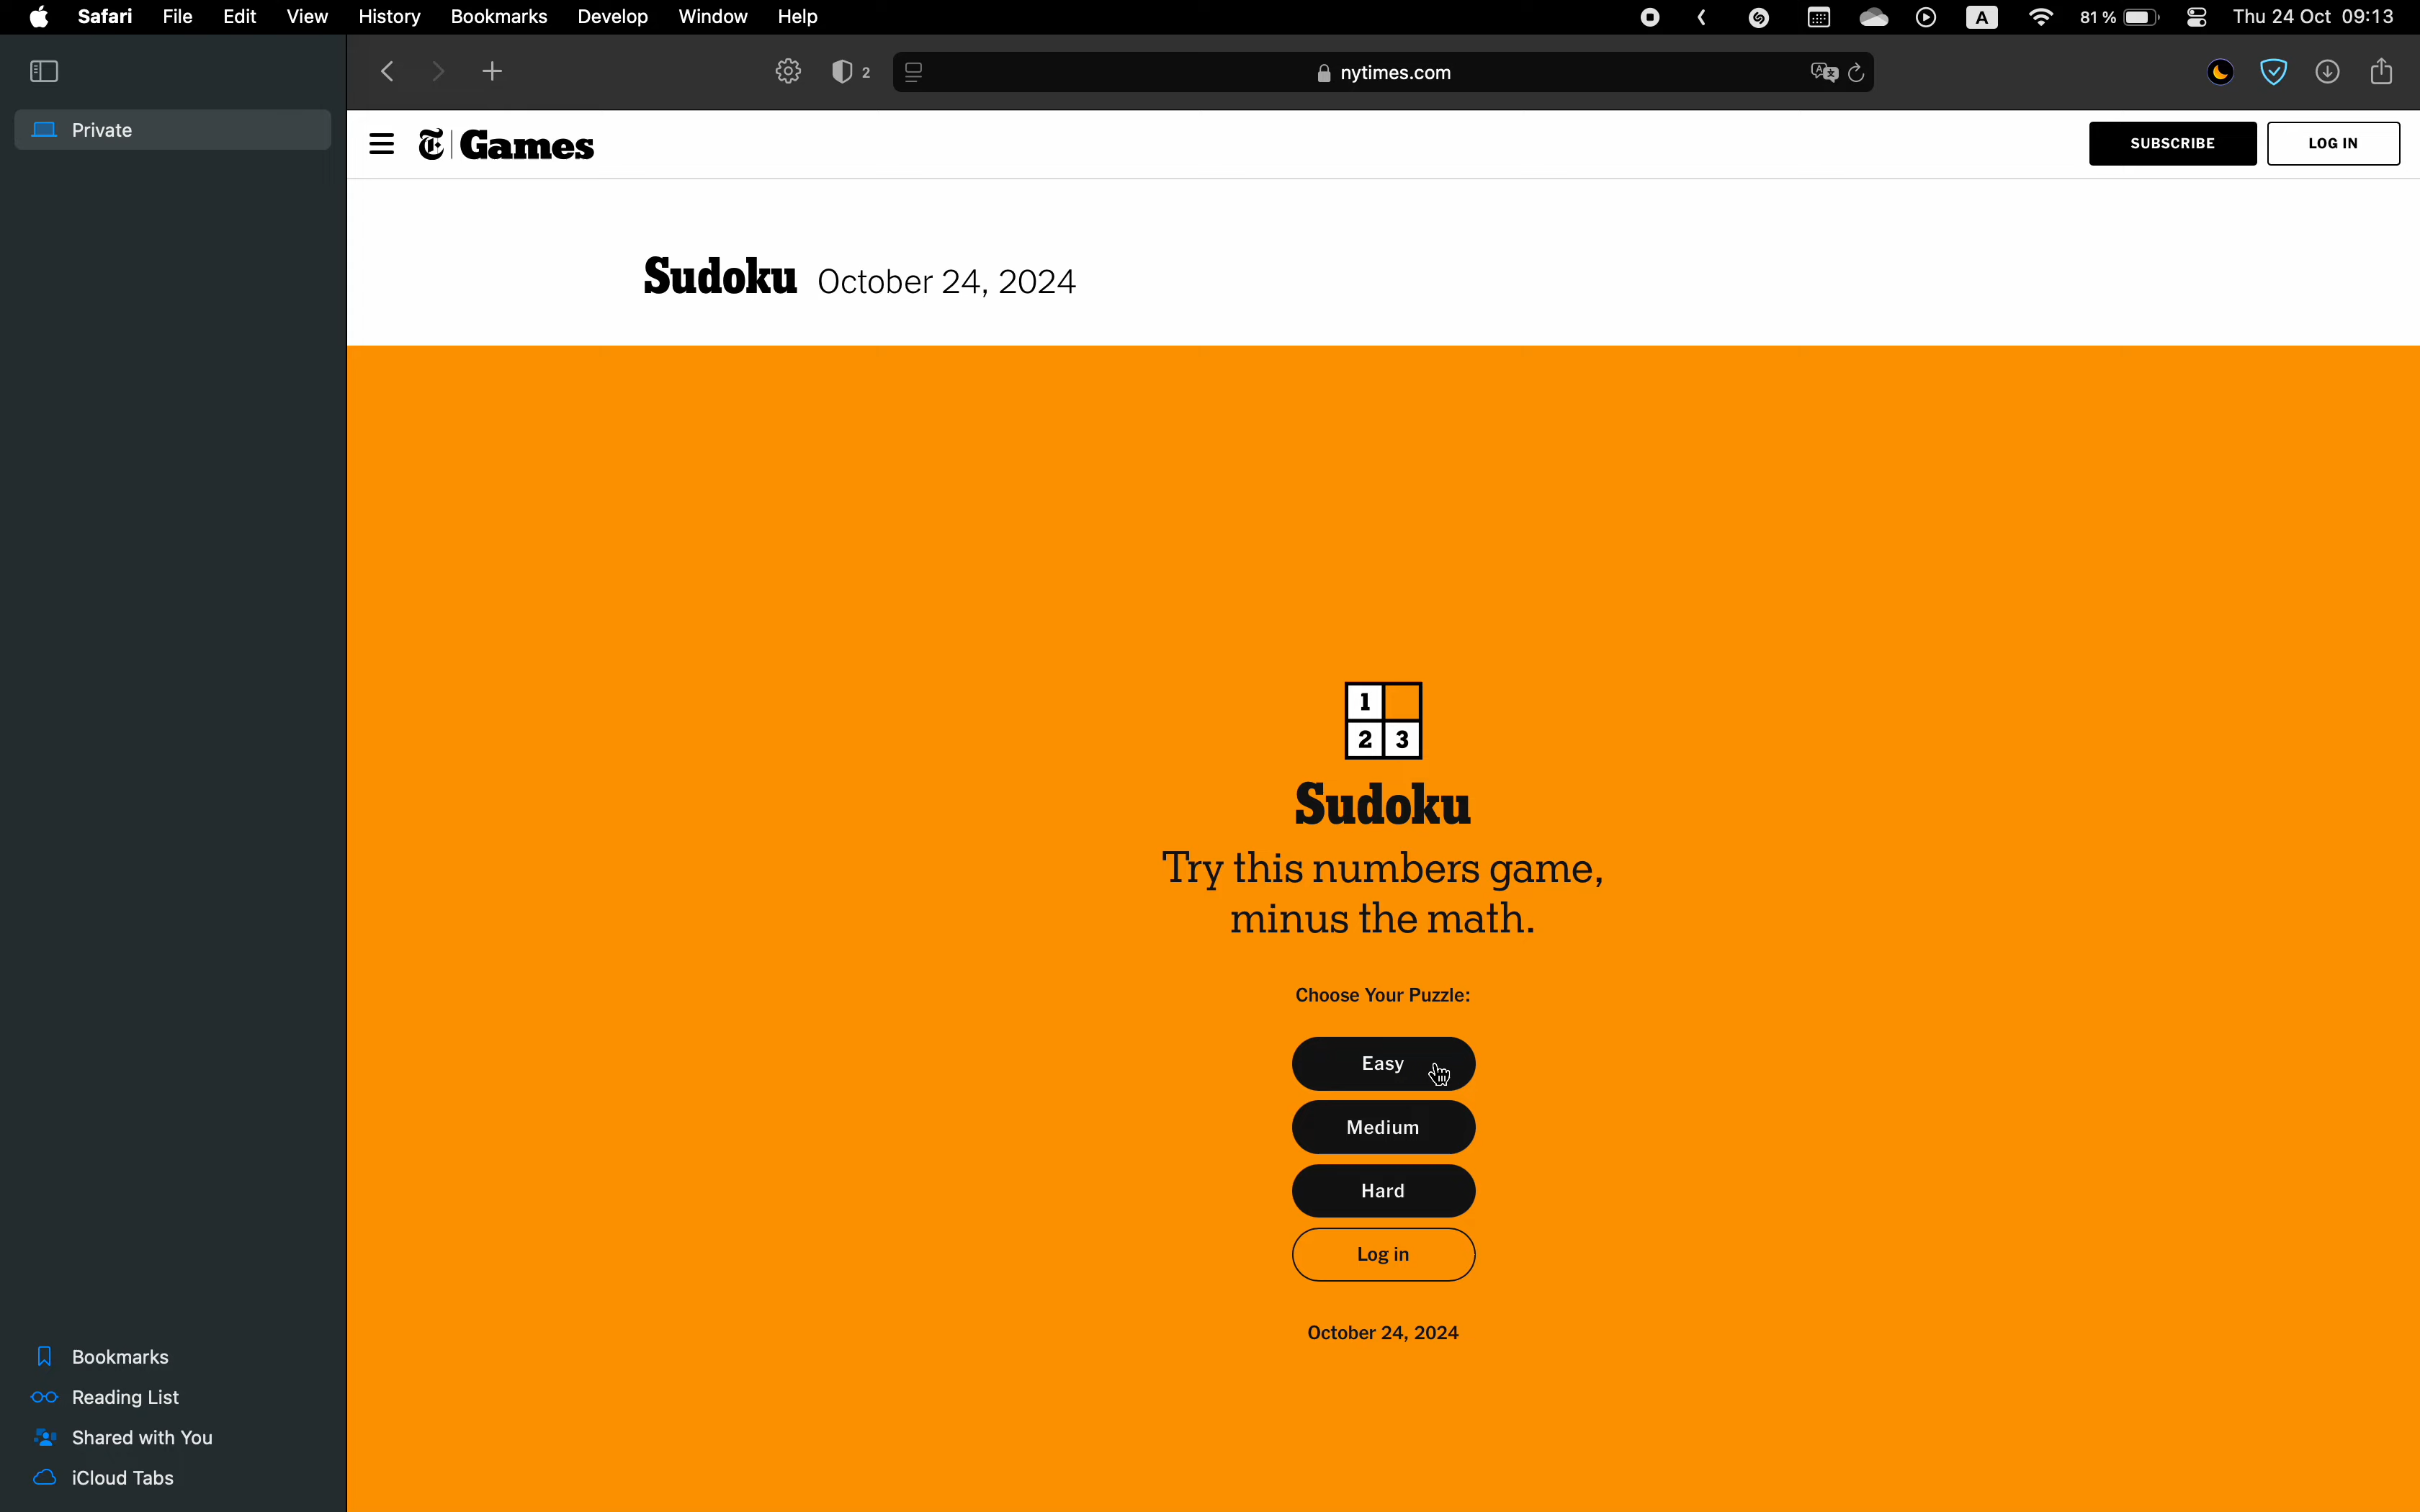 Safari File Edit View History Bookmarks Develop Window Help A 81 % Thu 24 Oct 09:13
2 nytimes.com
Private
T Games SUBSCRIBE LOG IN
Sudoku October 24, 2024
1
2 3
Sudoku
Try this numbers game,
minus the math.
Choose Your Puzzle:
Easy
Medium
Hard
Log in
October 24, 2024
Bookmarks
Reading List
Shared with You
iCloud Tabs